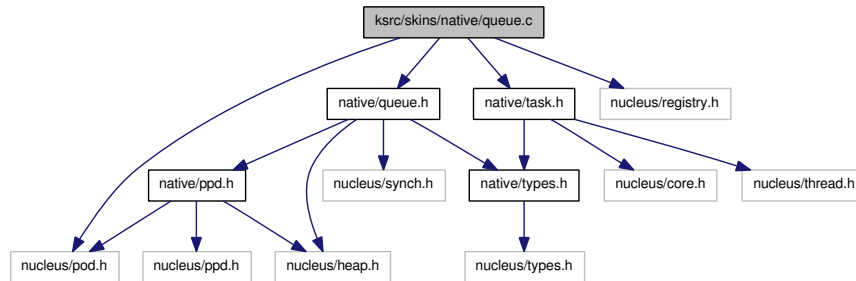 ksrc/skins/native/queue.c
native/queue.h
native/task.h
nucleus/registry.h
native/ppd.h
nucleus/synch.h
native/types.h
nucleus/core.h
nucleus/thread.h
nucleus/pod.h
nucleus/ppd.h
nucleus/heap.h
nucleus/types.h